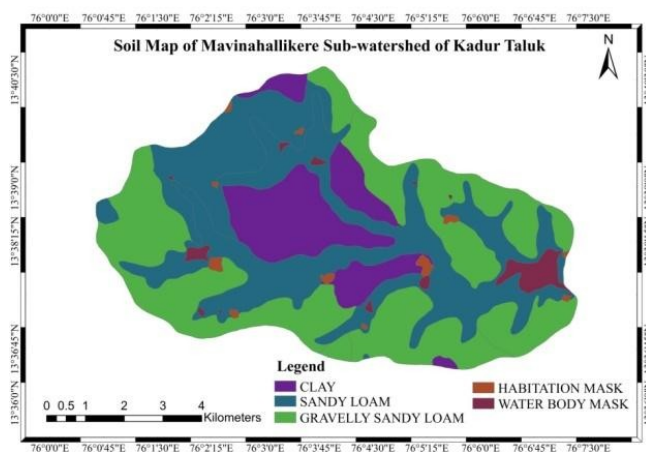 76°0'0"E 76°0'45"E 76°1'30"E 76°2'15"E 76°3'0"E 76°3'45"E 76°4'30"E 76°5'15"E 76°6'0"E 76°6'45"E 76°7'30"E
Soil Map of Mavinahallikere Sub-watershed of Kadur Taluk
N
13°40'30"N
13°39'0"N
13°38'15"N
13°36'45"N
13°36'0"N
Legend
CLAY
SANDY LOAM
GRAVELLY SANDY LOAM
HABITATION MASK
WATER BODY MASK
0 0.5 1 2 3 4
Kilometers
76°0'0"E 76°0'45"E 76°1'30"E 76°2'15"E 76°3'0"E 76°3'45"E 76°4'30"E 76°5'15"E 76°6'0"E 76°6'45"E 76°7'30"E